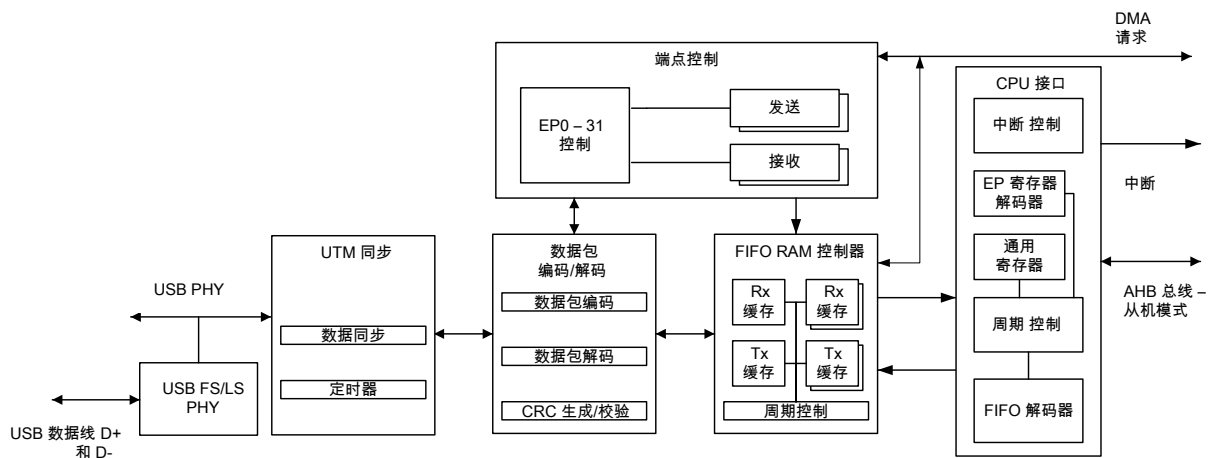 DMA
请求
端点控制
EP0 – 31
控制
发送
接收
CPU 接口
中断 控制
中断
EP 寄存器
解码器
通用
寄存器
AHB 总线 –
从机模式
周期 控制
FIFO 解码器
UTM 同步
数据同步
定时器
数据包
编码/解码
数据包编码
数据包解码
CRC 生成/校验
FIFO RAM 控制器
Rx
缓存
Rx
缓存
Tx
缓存
Tx
缓存
周期控制
USB PHY
USB FS/LS
PHY
USB 数据线 D+
和 D-